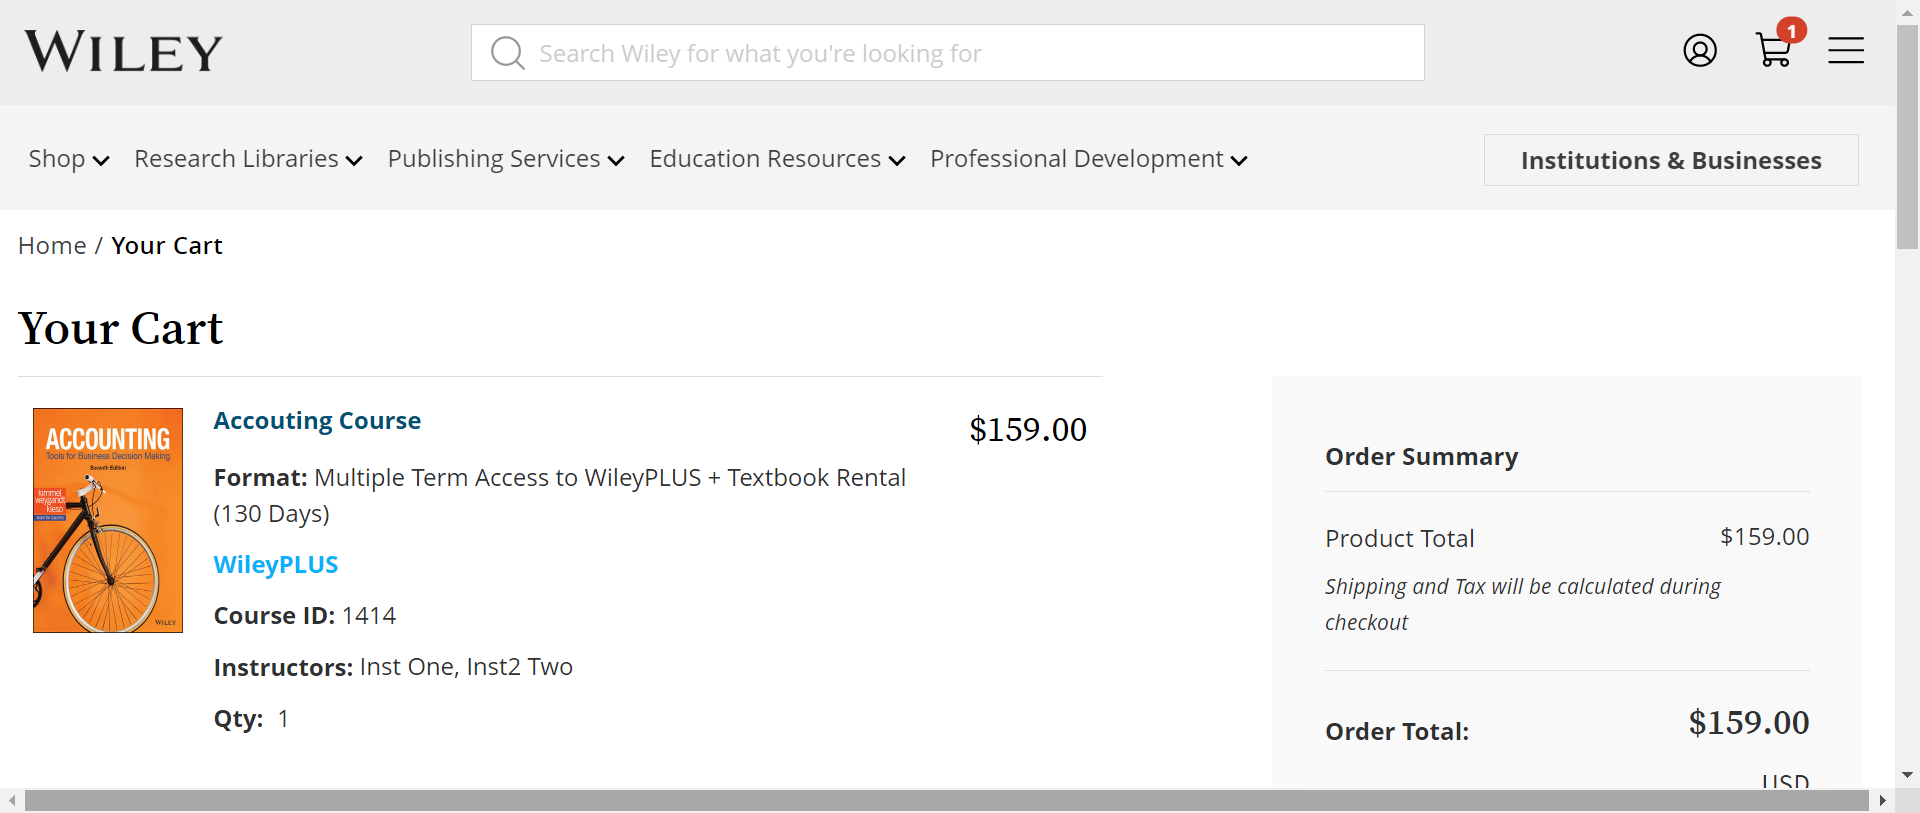 WILEY
Search Wiley for what you're looking for
1
Shop Research Libraries Publishing Services Education Resources Professional Development Institutions & Businesses
Home / Your Cart
Your Cart
ACCOUNTING
Tools for Business Decision Making
Seventh Edition
kimmel
weygandt
kieso
WILEY
Accouting Course
$159.00
Format: Multiple Term Access to WileyPLUS + Textbook Rental
(130 Days)
WileyPLUS
Course ID: 1414
Instructors: Inst One, Inst2 Two
Qty: 1
Order Summary
Product Total $159.00
Shipping and Tax will be calculated during
checkout
Order Total: $159.00
USD